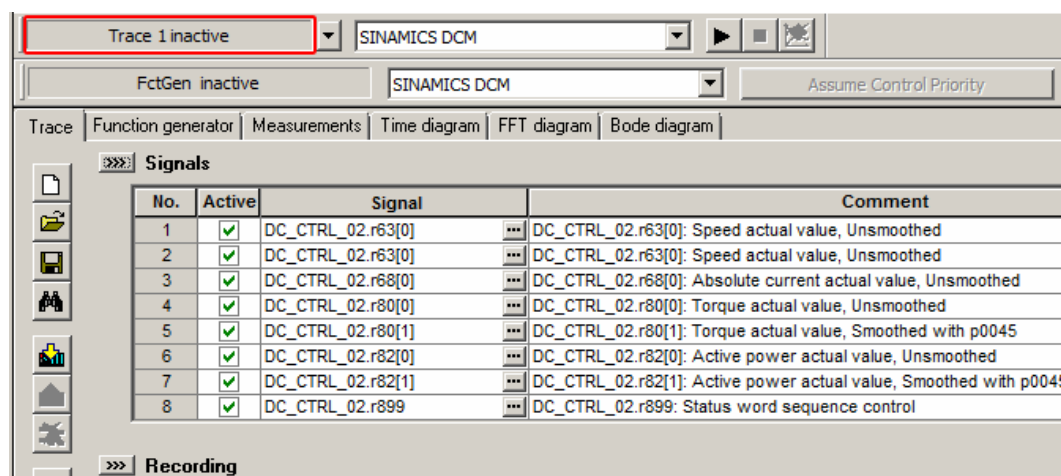 Trace 1 inactive SINAMICS DCM
FctGen inactive SINAMICS DCM Assume Control Priority
Trace Function generator Measurements Time diagram FFT diagram Bode diagram
>>> Signals
No. Active Signal Comment
1 DC_CTRL_02.r63[0] ... DC_CTRL_02.r63[0]: Speed actual value, Unsmoothed
2 DC_CTRL_02.r63[0] ... DC_CTRL_02.r63[0]: Speed actual value, Unsmoothed
3 DC_CTRL_02.r68[0] ... DC_CTRL_02.r68[0]: Absolute current actual value, Unsmoothed
4 DC_CTRL_02.r80[0] ... DC_CTRL_02.r80[0]: Torque actual value, Unsmoothed
5 DC_CTRL_02.r80[1] ... DC_CTRL_02.r80[1]: Torque actual value, Smoothed with p0045
6 DC_CTRL_02.r82[0] ... DC_CTRL_02.r82[0]: Active power actual value, Unsmoothed
7 DC_CTRL_02.r82[1] ... DC_CTRL_02.r82[1]: Active power actual value, Smoothed with p0045
8 DC_CTRL_02.r899 ... DC_CTRL_02.r899: Status word sequence control
>>> Recording